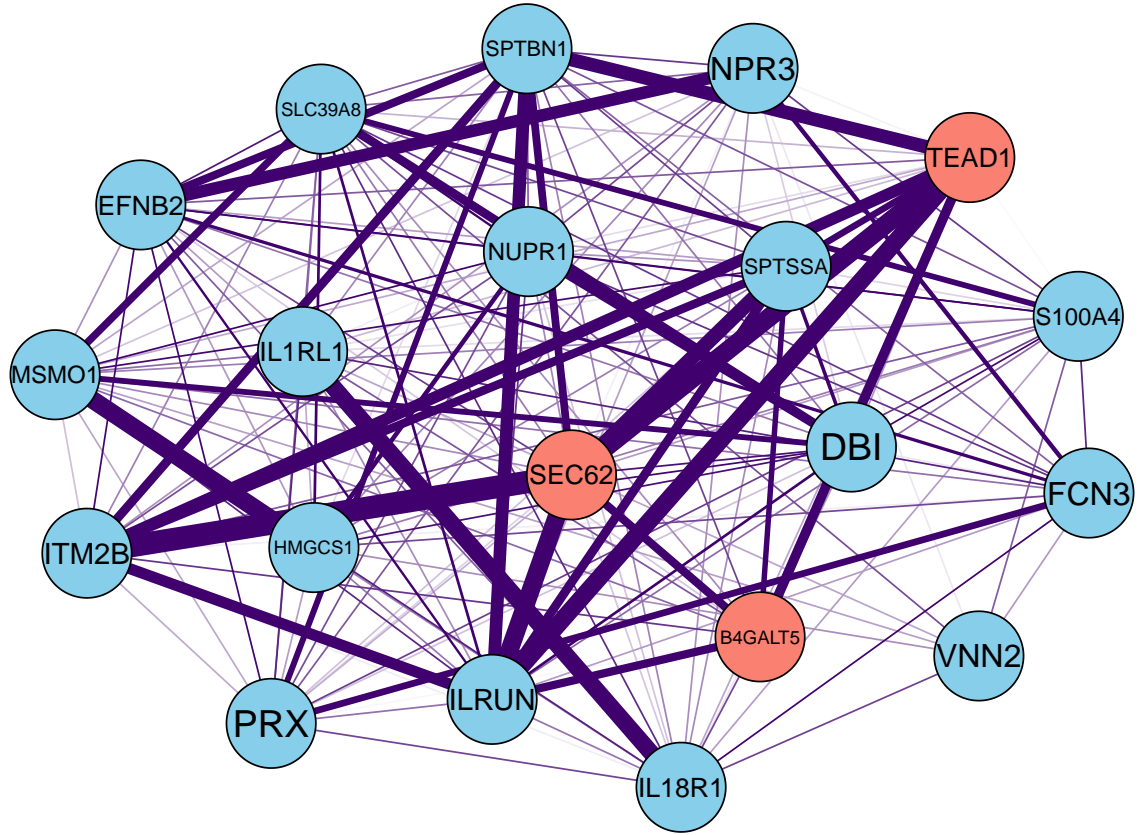 SPTBN1
NPR3
SLC39A8
TEAD1
EFNB2
NUPR1
SPTSSA
S100A4
IL1RL1
MSMO1
DBI
SEC62
FCN3
ITM2B
HMGCS1
B4GALT5
VNN2
ILRUN
PRX
IL18R1